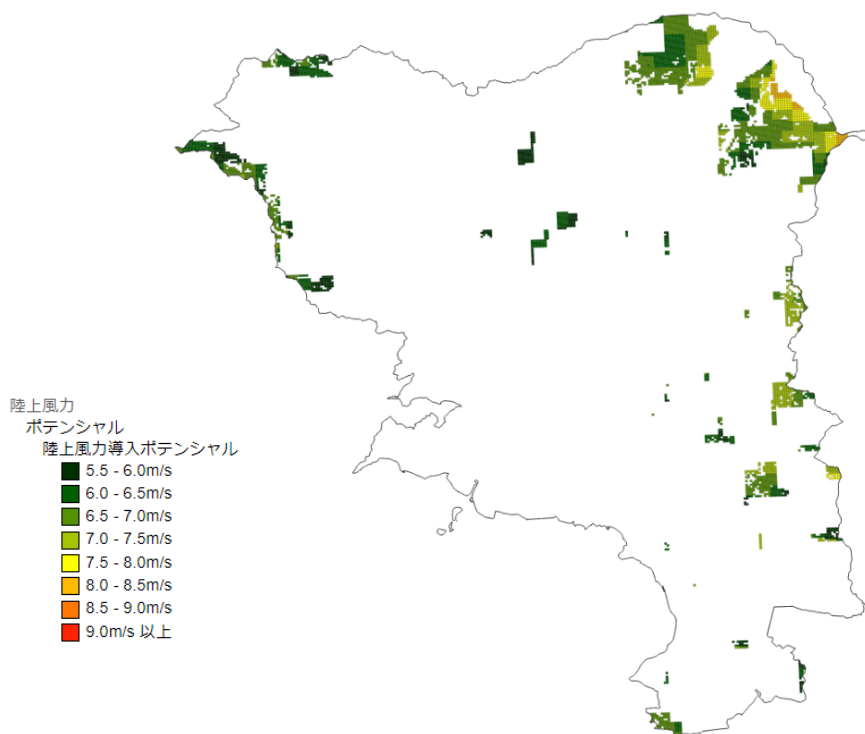 陸上風力
ポテンシャル
陸上風力導入ポテンシャル
5.5 - 6.0m/s
6.0 - 6.5m/s
6.5 - 7.0m/s
7.0 - 7.5m/s
7.5 - 8.0m/s
8.0 - 8.5m/s
8.5 - 9.0m/s
9.0m/s 以上